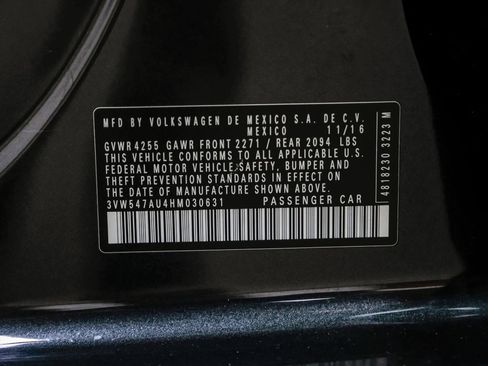 MFD BY VOLKSWAGEN DE MEXICO S.A. DE C.V.
MEXICO 11/16
GVWR 4255 GAWR FRONT 2271 / REAR 2094 LBS
THIS VEHICLE CONFORMS TO ALL APPLICABLE U.S.
FEDERAL MOTOR VEHICLE SAFETY, BUMPER AND
THEFT PREVENTION STANDARDS IN EFFECT ON
THE DATE OF MANUFACTURE SHOWN ABOVE.
3VW547AU4HM030631 PASSENGER CAR
4818230 3223 M